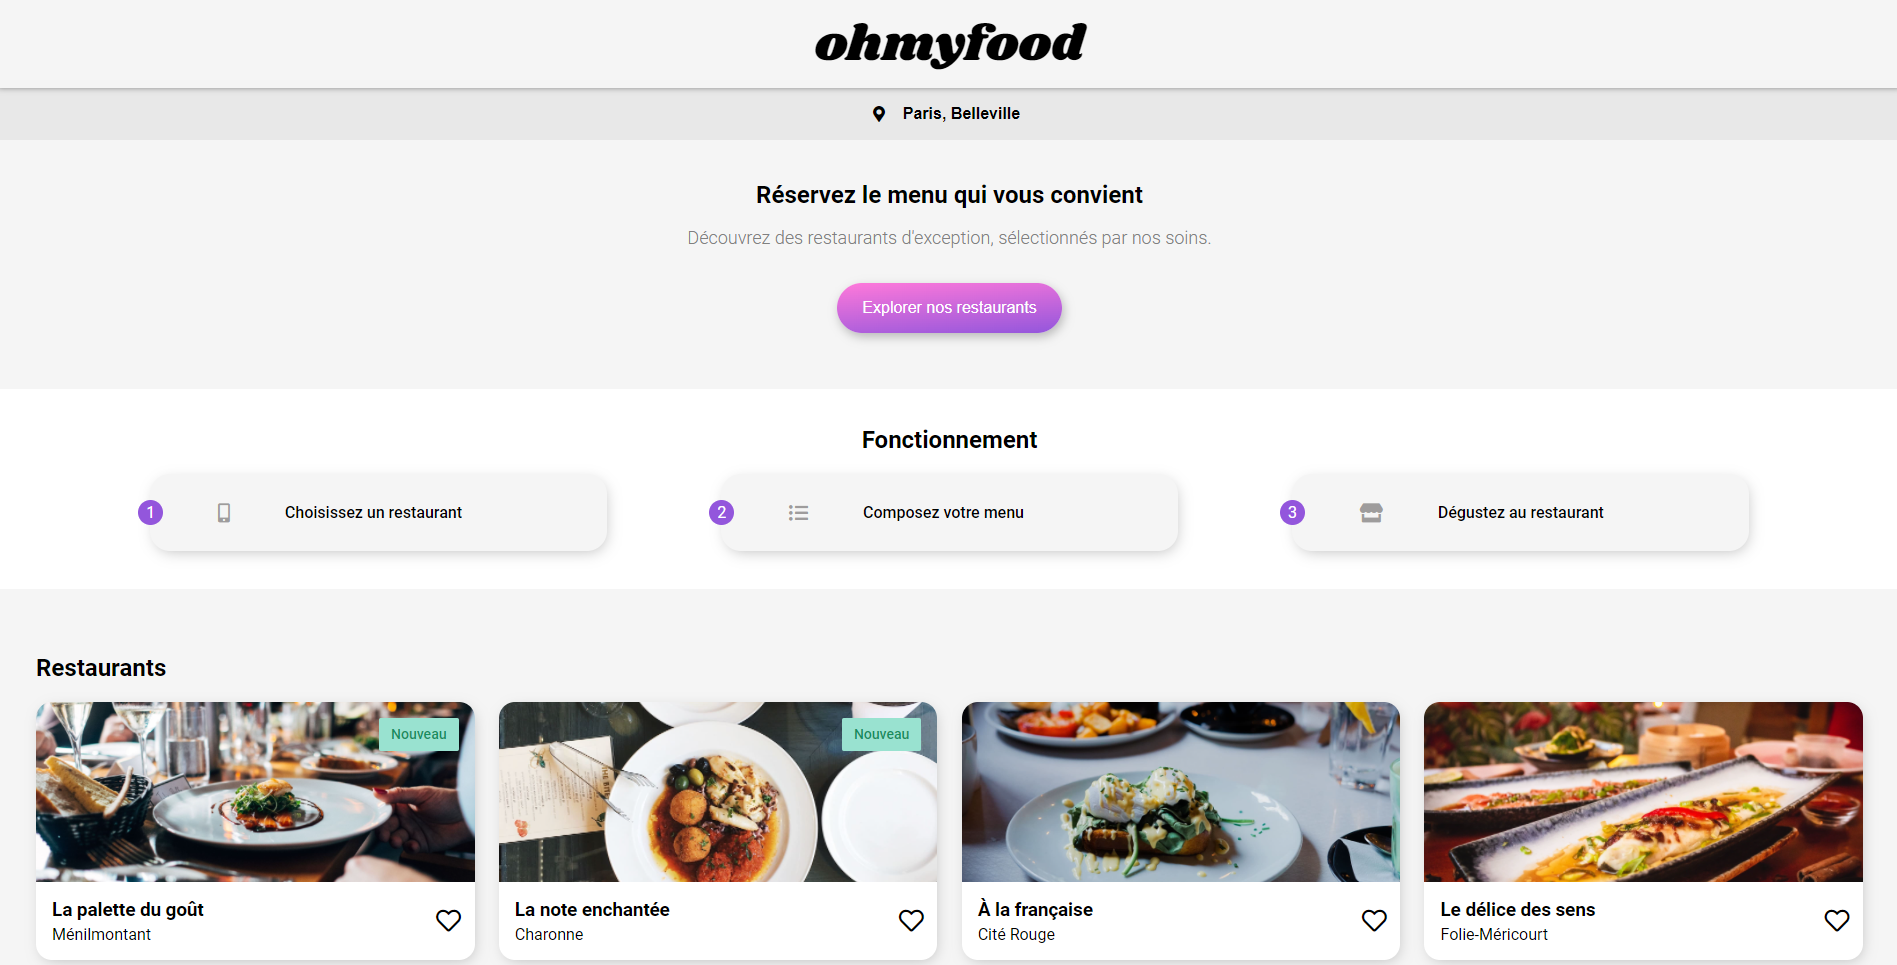 ohmyfood
Paris, Belleville
Réservez le menu qui vous convient
Découvrez des restaurants d'exception, sélectionnés par nos soins.
Explorer nos restaurants
Fonctionnement
1 Choisissez un restaurant
2 Composez votre menu
3 Dégustez au restaurant
Restaurants
Nouveau
Nouveau
La palette du goût
Ménilmontant
La note enchantée
Charonne
À la française
Cité Rouge
Le délice des sens
Folie-Méricourt